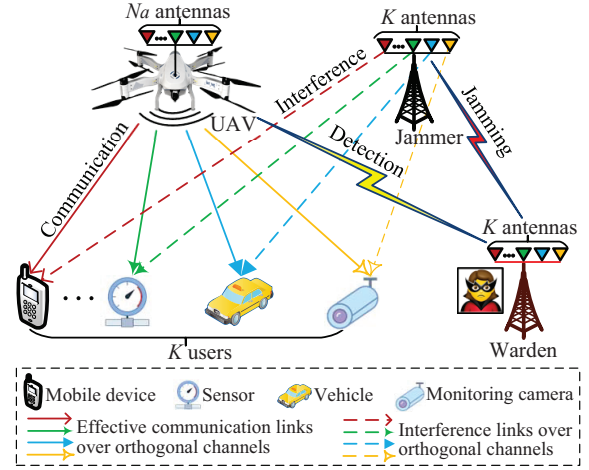 Na antennas
K antennas
Interference
UAV
Jammer
Jamming
Detection
Communication
K antennas
...
K users
Warden
Mobile device
Sensor
Vehicle
Monitoring camera
Effective communication links
over orthogonal channels
Interference links over
orthogonal channels